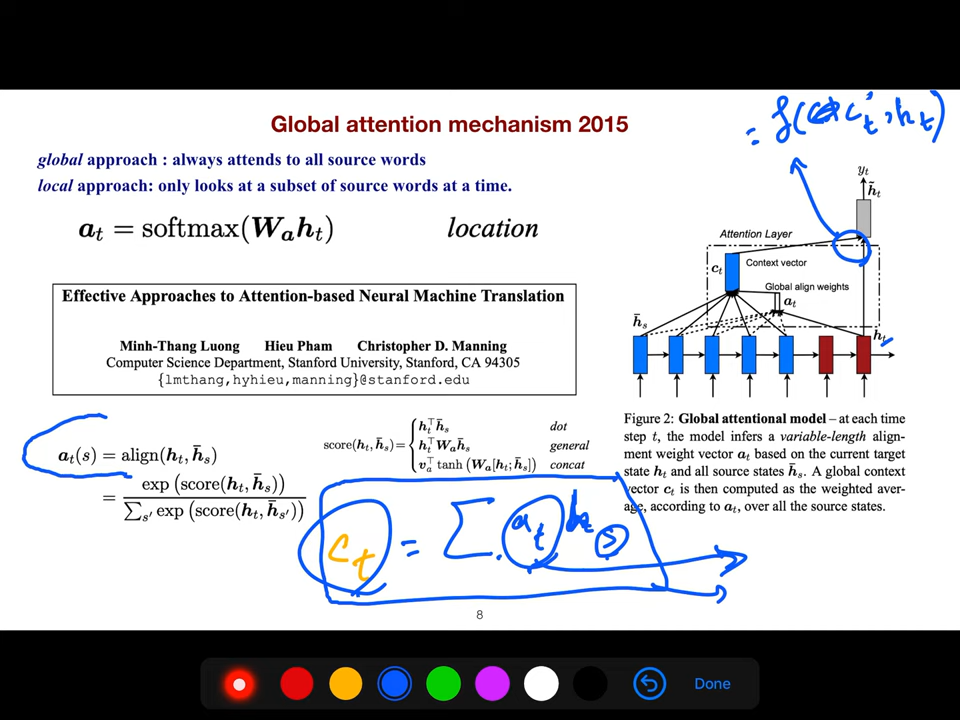 = f(c_t, h_t)
Global attention mechanism 2015
global approach : always attends to all source words
local approach: only looks at a subset of source words at a time.
a_t = softmax(W_a h_t) location
Effective Approaches to Attention-based Neural Machine Translation
Minh-Thang Luong Hieu Pham Christopher D. Manning
Computer Science Department, Stanford University, Stanford, CA 94305
{lmthang,hyhieu,manning}@stanford.edu
y_t
h̃_t
Attention Layer
c_t
Context vector
Global align weights
a_t
h̄_s
h_t
Figure 2: Global attentional model – at each time
step t, the model infers a variable-length align-
ment weight vector a_t based on the current target
state h_t and all source states h̄_s. A global context
vector c_t is then computed as the weighted aver-
age, according to a_t, over all the source states.
a_t(s) = align(h_t, h̄_s)
= exp(score(h_t, h̄_s)) / ∑_s' exp(score(h_t, h̄_s'))
score(h_t, h̄_s) = { h_t^⊤ h̄_s dot
h_t^⊤ W_a h̄_s general
v_a^⊤ tanh(W_a[h_t; h̄_s]) concat
c_t = ∑ a_t h_s
8
Done